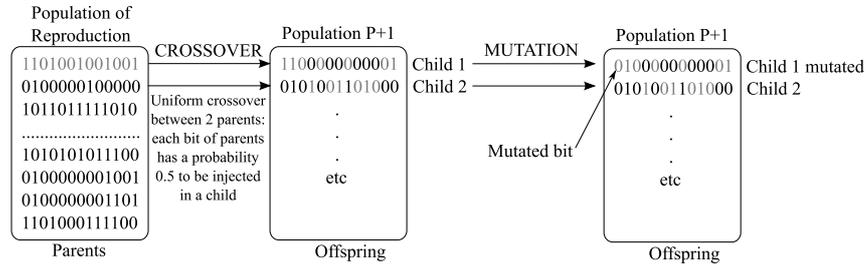 Population of
Reproduction
1101001001001
0100000100000
1011011111010
........................
1010101011100
0100000001001
0100000001101
1101000111100
Parents
CROSSOVER
Uniform crossover
between 2 parents:
each bit of parents
has a probability
0.5 to be injected
in a child
Population P+1
1100000000001
0101001101000
.
.
.
etc
Offspring
Child 1
Child 2
MUTATION
Mutated bit
Population P+1
0100000000001
0101001101000
.
.
.
etc
Offspring
Child 1 mutated
Child 2